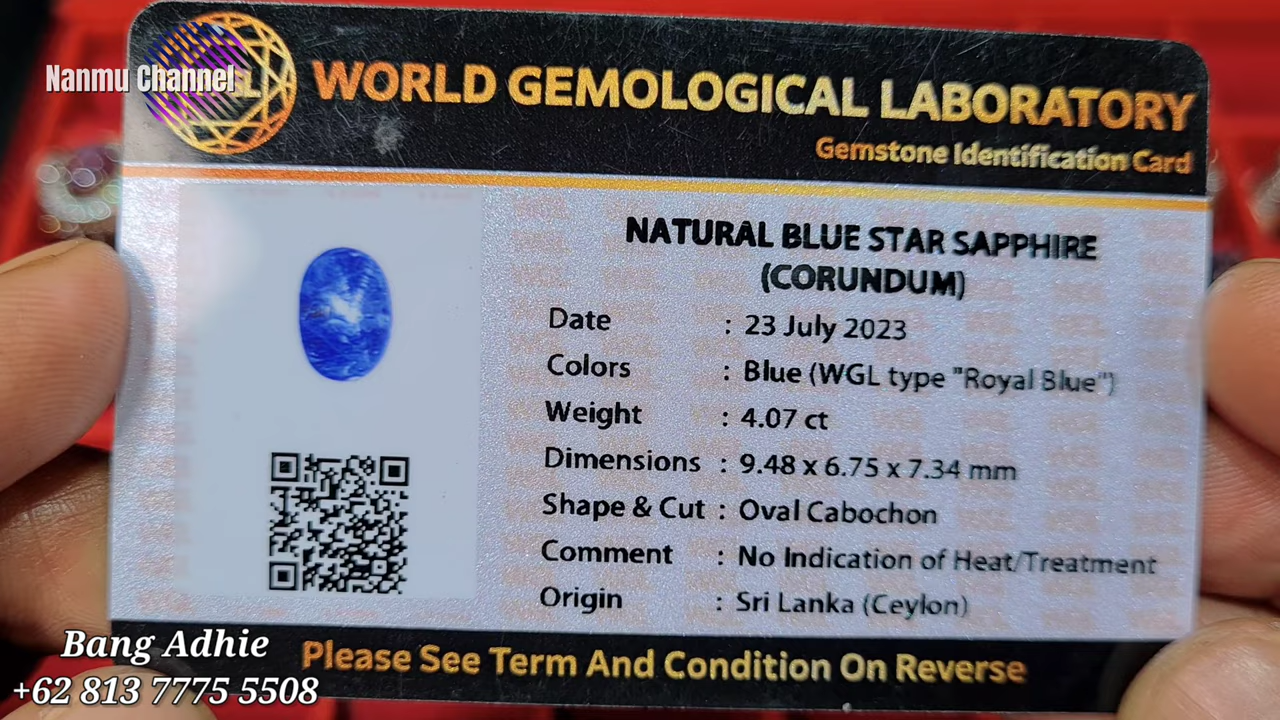 Nanmu Channel
WORLD GEMOLOGICAL LABORATORY
Gemstone Identification Card
NATURAL BLUE STAR SAPPHIRE
(CORUNDUM)
Date : 23 July 2023
Colors : Blue (WGL type "Royal Blue")
Weight : 4.07 ct
Dimensions : 9.48 x 6.75 x 7.34 mm
Shape & Cut : Oval Cabochon
Comment : No Indication of Heat/Treatment
Origin : Sri Lanka (Ceylon)
Please See Term And Condition On Reverse
Bang Adhie
+62 813 7775 5508